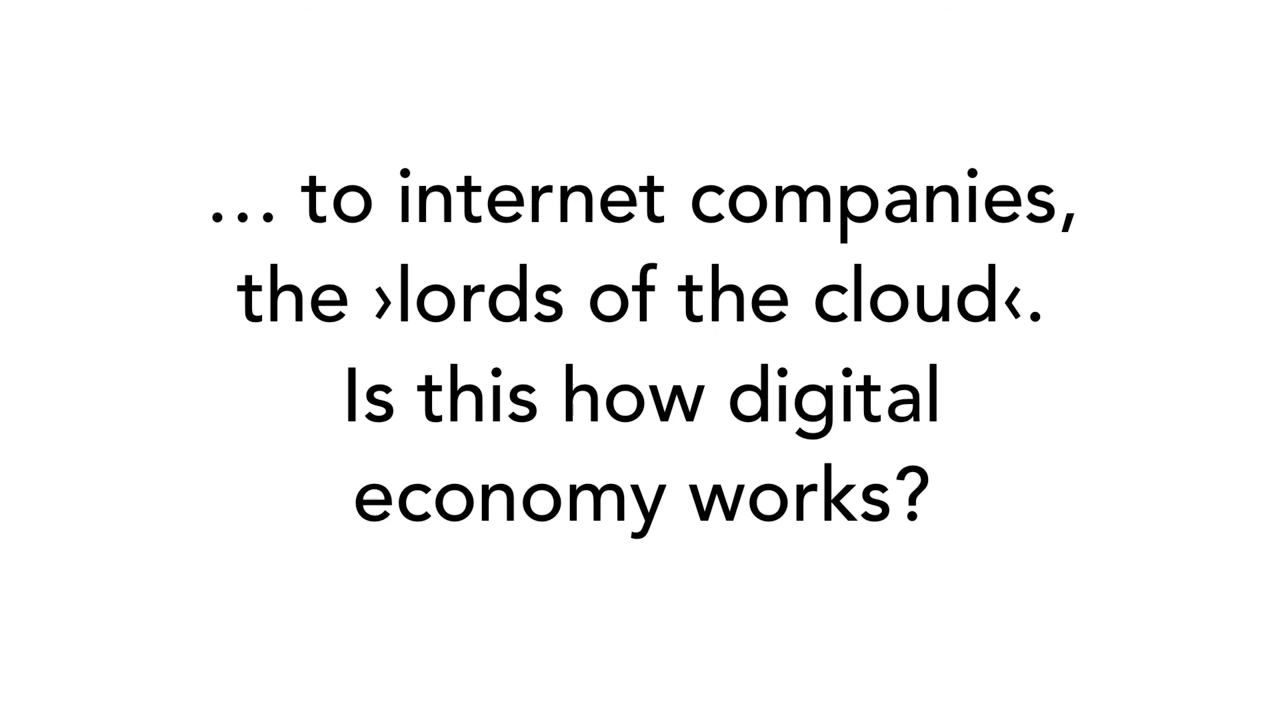 … to internet companies,
the ›lords of the cloud‹.
Is this how digital
economy works?